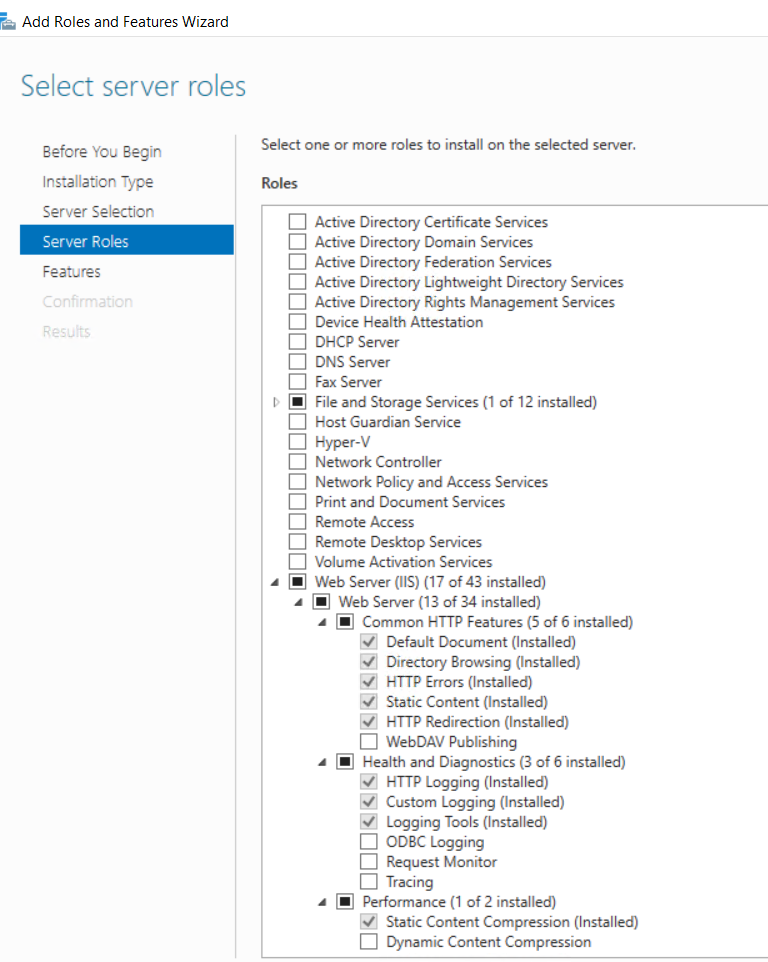 Add Roles and Features Wizard
Select server roles
Before You Begin
Installation Type
Server Selection
Server Roles
Features
Confirmation
Results
Select one or more roles to install on the selected server.
Roles
Active Directory Certificate Services
Active Directory Domain Services
Active Directory Federation Services
Active Directory Lightweight Directory Services
Active Directory Rights Management Services
Device Health Attestation
DHCP Server
DNS Server
Fax Server
File and Storage Services (1 of 12 installed)
Host Guardian Service
Hyper-V
Network Controller
Network Policy and Access Services
Print and Document Services
Remote Access
Remote Desktop Services
Volume Activation Services
Web Server (IIS) (17 of 43 installed)
Web Server (13 of 34 installed)
Common HTTP Features (5 of 6 installed)
Default Document (Installed)
Directory Browsing (Installed)
HTTP Errors (Installed)
Static Content (Installed)
HTTP Redirection (Installed)
WebDAV Publishing
Health and Diagnostics (3 of 6 installed)
HTTP Logging (Installed)
Custom Logging (Installed)
Logging Tools (Installed)
ODBC Logging
Request Monitor
Tracing
Performance (1 of 2 installed)
Static Content Compression (Installed)
Dynamic Content Compression